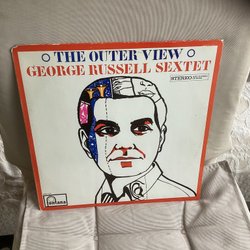 THE OUTER VIEW
GEORGE RUSSELL SEXTET
STEREO
fontana